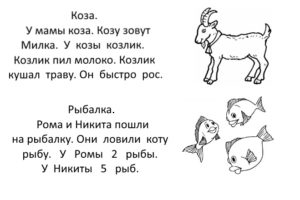 Коза.
У мамы коза. Козу зовут
Милка. У козы козлик.
Козлик пил молоко. Козлик
кушал траву. Он быстро рос.
Рыбалка.
Рома и Никита пошли
на рыбалку. Они ловили коту
рыбу. У Ромы 2 рыбы.
У Никиты 5 рыб.